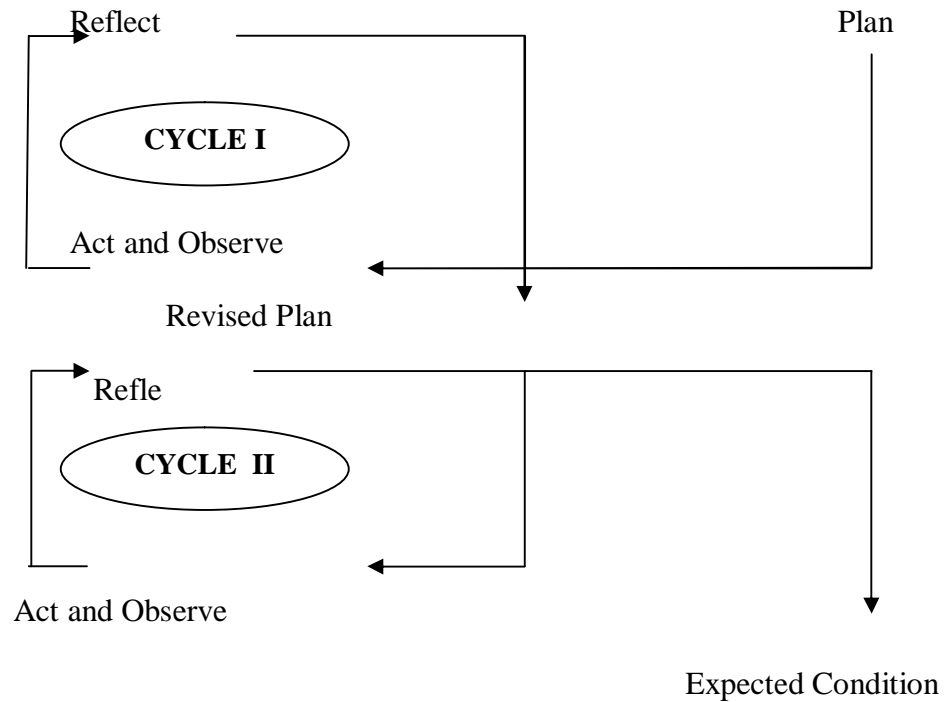 Reflect
Plan
CYCLE I
Act and Observe
Revised Plan
Refle
CYCLE II
Act and Observe
Expected Condition